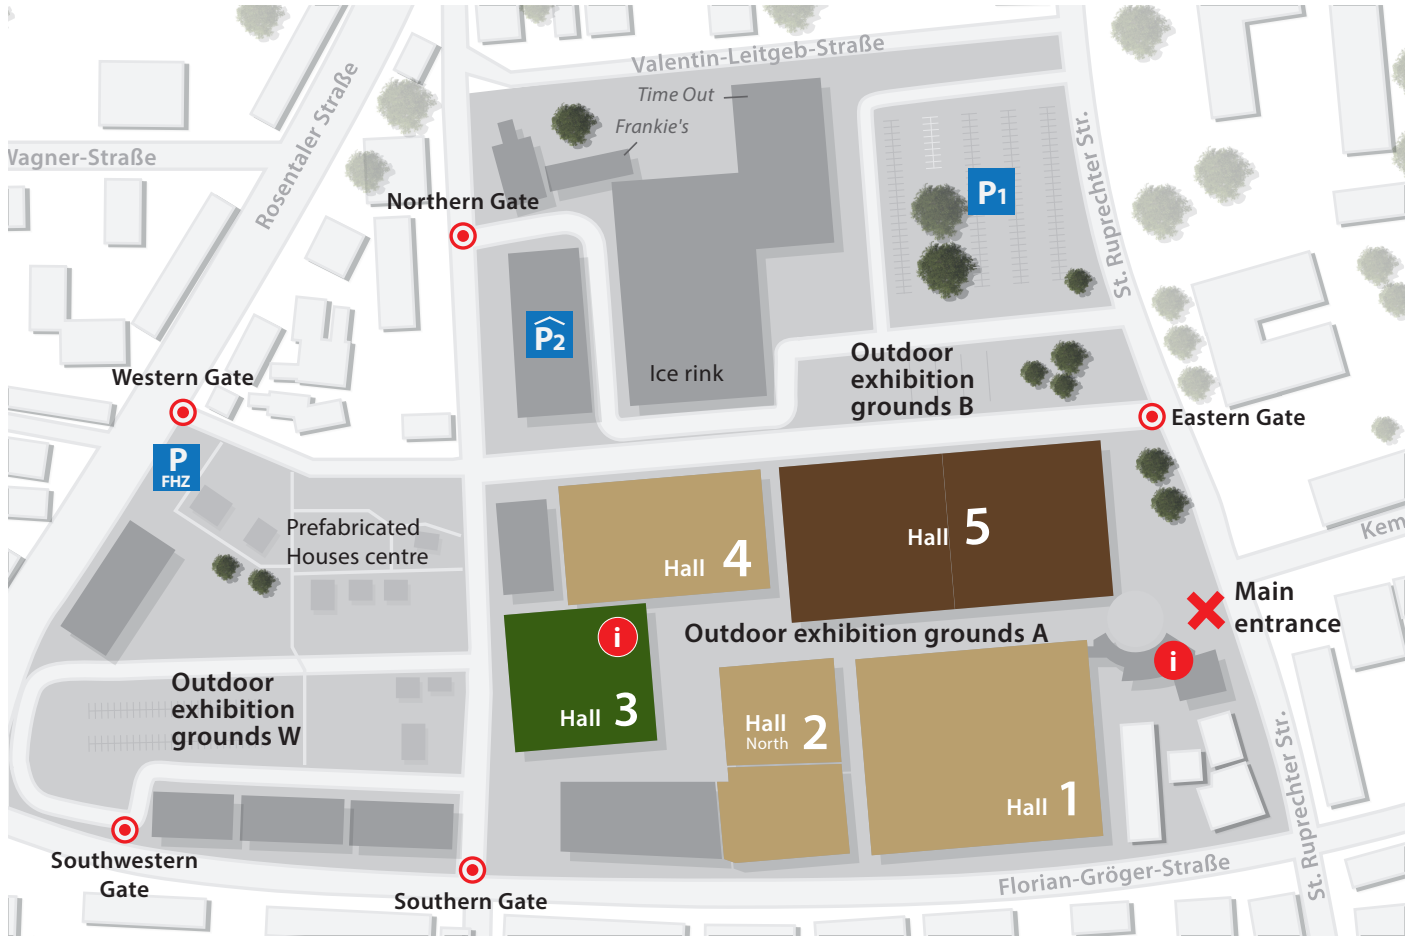 Valentin-Leitgeb-Straße
Time Out
Frankie's
Rosentaler Straße
Wagner-Straße
St. Ruprechter Str.
P1
Northern Gate
P2
Ice rink
Outdoor
exhibition
grounds B
Western Gate
Eastern Gate
P
FHZ
Prefabricated
Houses centre
Hall 4
Hall 5
Kem
Main
entrance
Outdoor exhibition grounds A
i
i
Hall 3
Outdoor
exhibition
grounds W
Hall
North 2
Hall 1
St. Ruprechter Str.
Southwestern
Gate
Southern Gate
Florian-Gröger-Straße